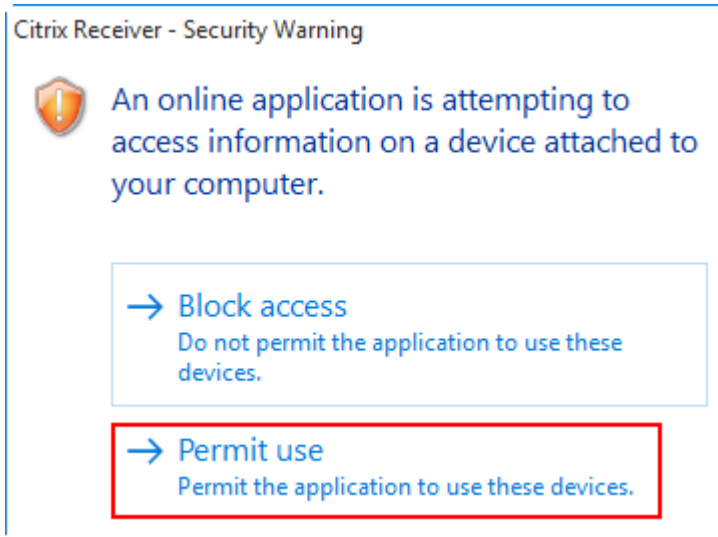 Citrix Receiver - Security Warning
An online application is attempting to
access information on a device attached to
your computer.
Block access
Do not permit the application to use these
devices.
Permit use
Permit the application to use these devices.